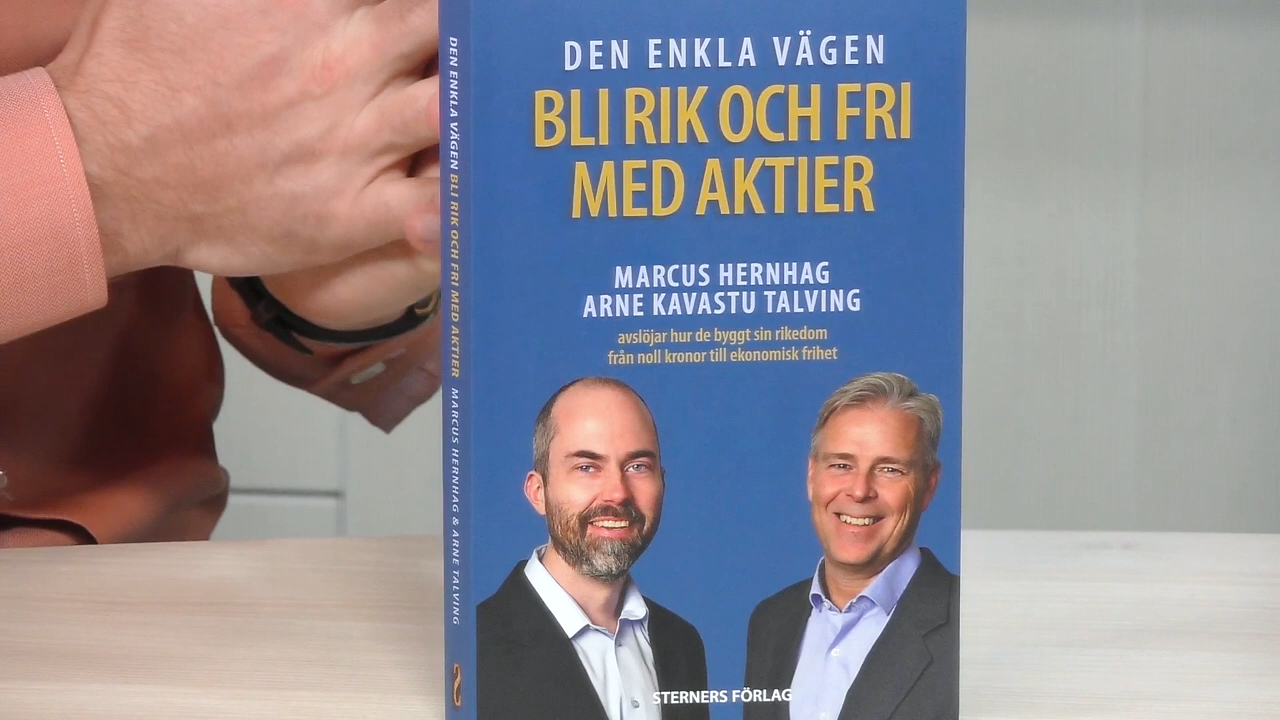 DEN ENKLA VÄGEN
BLI RIK OCH FRI
MED AKTIER
MARCUS HERNHAG
ARNE KAVASTU TALVING
avslöjar hur de byggt sin rikedom
från noll kronor till ekonomisk frihet
STERNERS FÖRLAG
DEN ENKLA VÄGEN BLI RIK OCH FRI MED AKTIER MARCUS HERNHAG & ARNE TALVING